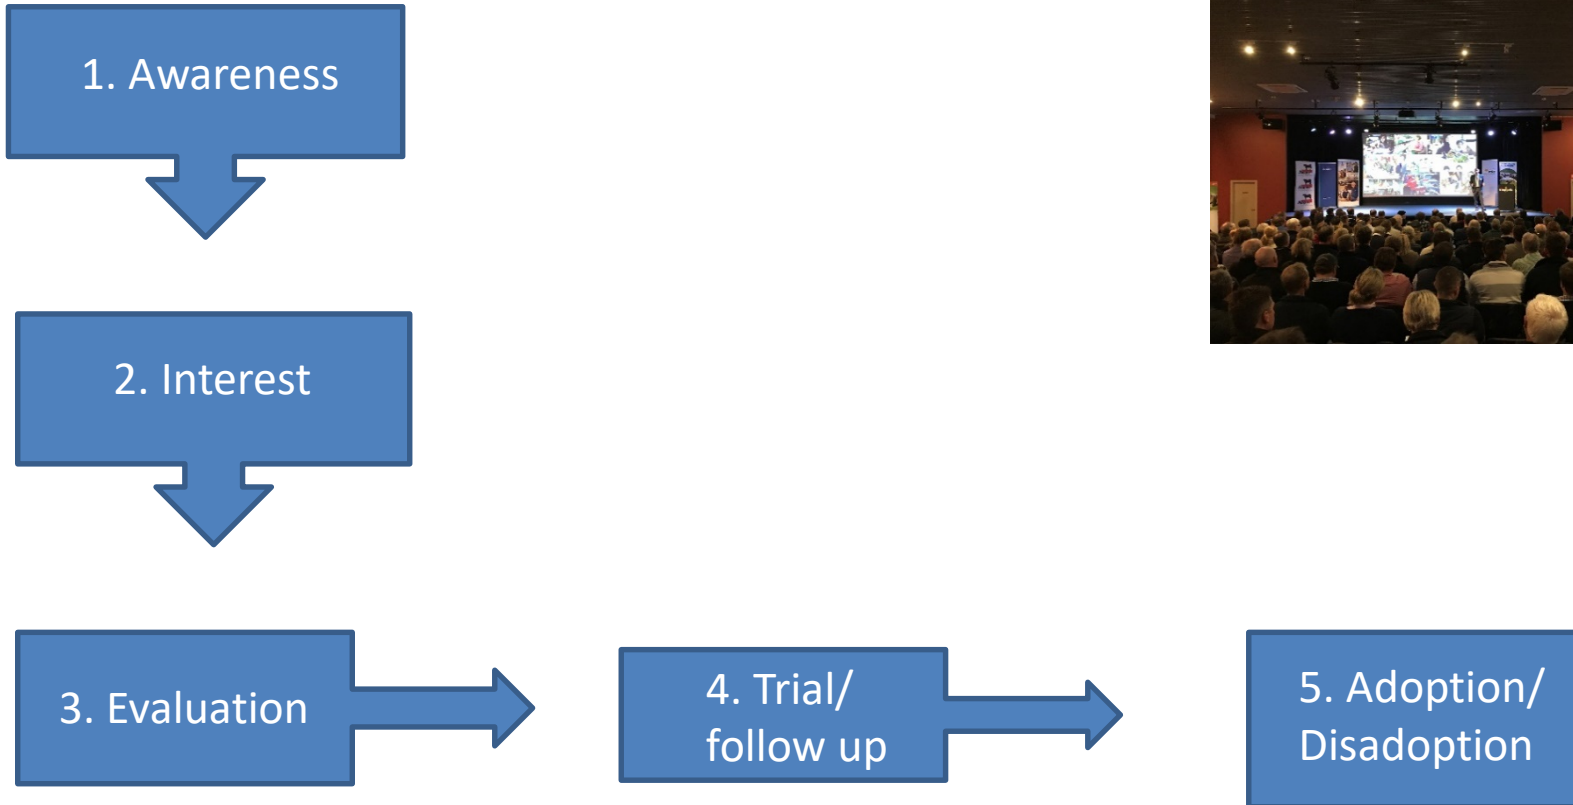 1. Awareness
2. Interest
3. Evaluation
4. Trial/
follow up
5. Adoption/
Disadoption